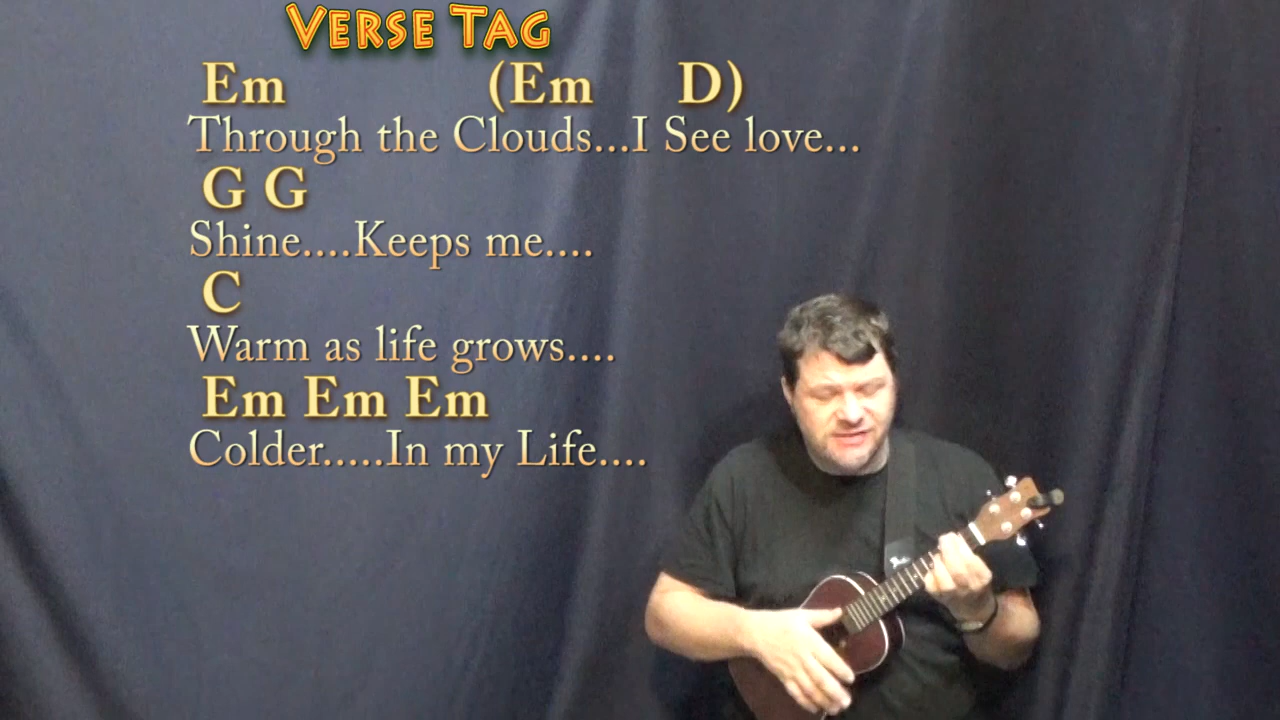 VERSE TAG
Em (Em D)
Through the Clouds...I See love...
G G
Shine....Keeps me....
C
Warm as life grows....
Em Em Em
Colder.....In my Life....